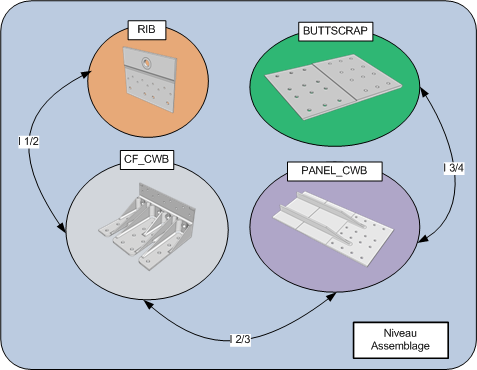 RIB
BUTTSCRAP
I 1/2
CF_CWB
PANEL_CWB
I 3/4
I 2/3
Niveau
Assemblage